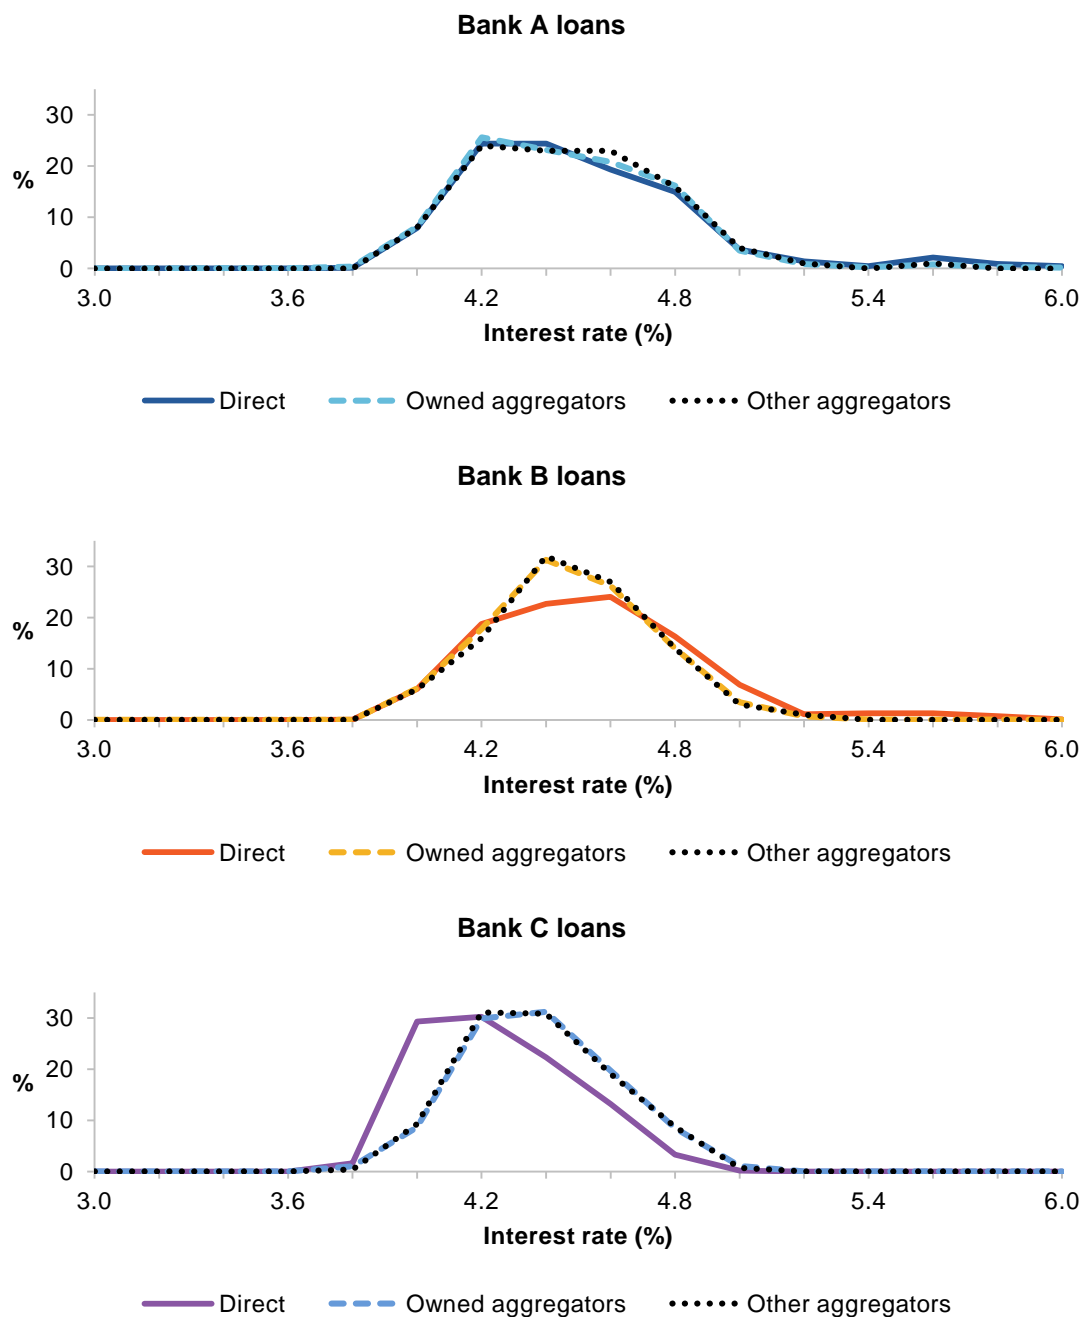 Bank A loans
30
20
%
10
0
3.0 3.6 4.2 4.8 5.4 6.0
Interest rate (%)
Direct Owned aggregators Other aggregators
Bank B loans
30
20
%
10
0
3.0 3.6 4.2 4.8 5.4 6.0
Interest rate (%)
Direct Owned aggregators Other aggregators
Bank C loans
30
20
%
10
0
3.0 3.6 4.2 4.8 5.4 6.0
Interest rate (%)
Direct Owned aggregators Other aggregators